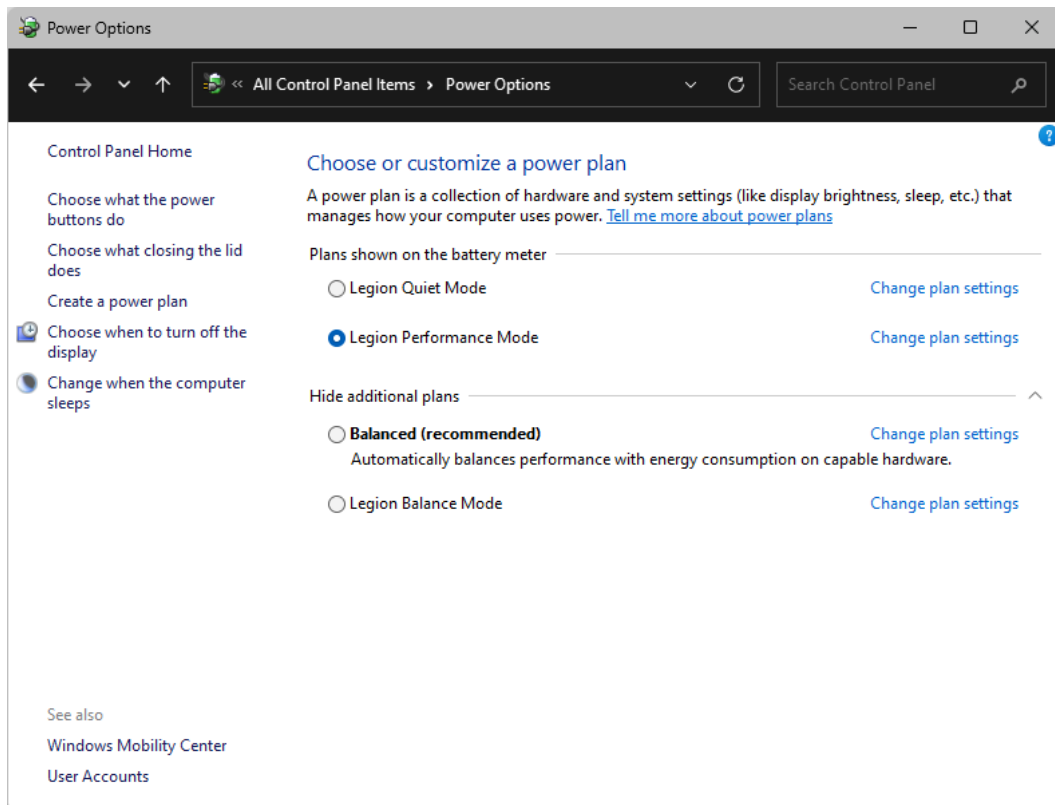 Power Options
« All Control Panel Items › Power Options
Search Control Panel
?
Control Panel Home
Choose what the power
buttons do
Choose what closing the lid
does
Create a power plan
Choose when to turn off the
display
Change when the computer
sleeps
Choose or customize a power plan
A power plan is a collection of hardware and system settings (like display brightness, sleep, etc.) that
manages how your computer uses power. Tell me more about power plans
Plans shown on the battery meter
Legion Quiet Mode Change plan settings
Legion Performance Mode Change plan settings
Hide additional plans
Balanced (recommended) Change plan settings
Automatically balances performance with energy consumption on capable hardware.
Legion Balance Mode Change plan settings
See also
Windows Mobility Center
User Accounts